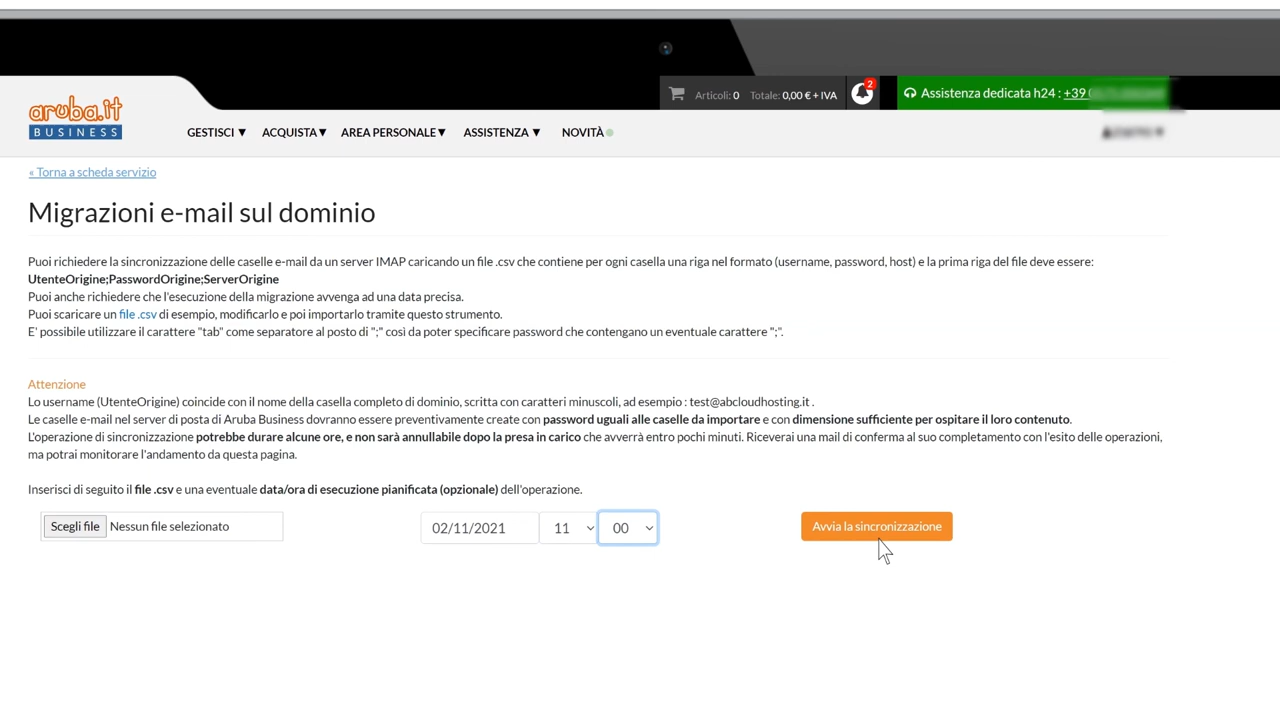 Articoli: 0 Totale: 0,00 € + IVA
2
Assistenza dedicata h24 : +39
aruba.it
BUSINESS
GESTISCI ▼ ACQUISTA ▼ AREA PERSONALE ▼ ASSISTENZA ▼ NOVITÀ
« Torna a scheda servizio
Migrazioni e-mail sul dominio
Puoi richiedere la sincronizzazione delle caselle e-mail da un server IMAP caricando un file .csv che contiene per ogni casella una riga nel formato (username, password, host) e la prima riga del file deve essere:
UtenteOrigine;PasswordOrigine;ServerOrigine
Puoi anche richiedere che l'esecuzione della migrazione avvenga ad una data precisa.
Puoi scaricare un file .csv di esempio, modificarlo e poi importarlo tramite questo strumento.
E' possibile utilizzare il carattere "tab" come separatore al posto di ";" così da poter specificare password che contengano un eventuale carattere ";".
Attenzione
Lo username (UtenteOrigine) coincide con il nome della casella completo di dominio, scritta con caratteri minuscoli, ad esempio : test@abcloudhosting.it .
Le caselle e-mail nel server di posta di Aruba Business dovranno essere preventivamente create con password uguali alle caselle da importare e con dimensione sufficiente per ospitare il loro contenuto.
L'operazione di sincronizzazione potrebbe durare alcune ore, e non sarà annullabile dopo la presa in carico che avverrà entro pochi minuti. Riceverai una mail di conferma al suo completamento con l'esito delle operazioni,
ma potrai monitorare l'andamento da questa pagina.
Inserisci di seguito il file .csv e una eventuale data/ora di esecuzione pianificata (opzionale) dell'operazione.
Scegli file Nessun file selezionato 02/11/2021 11 00 Avvia la sincronizzazione